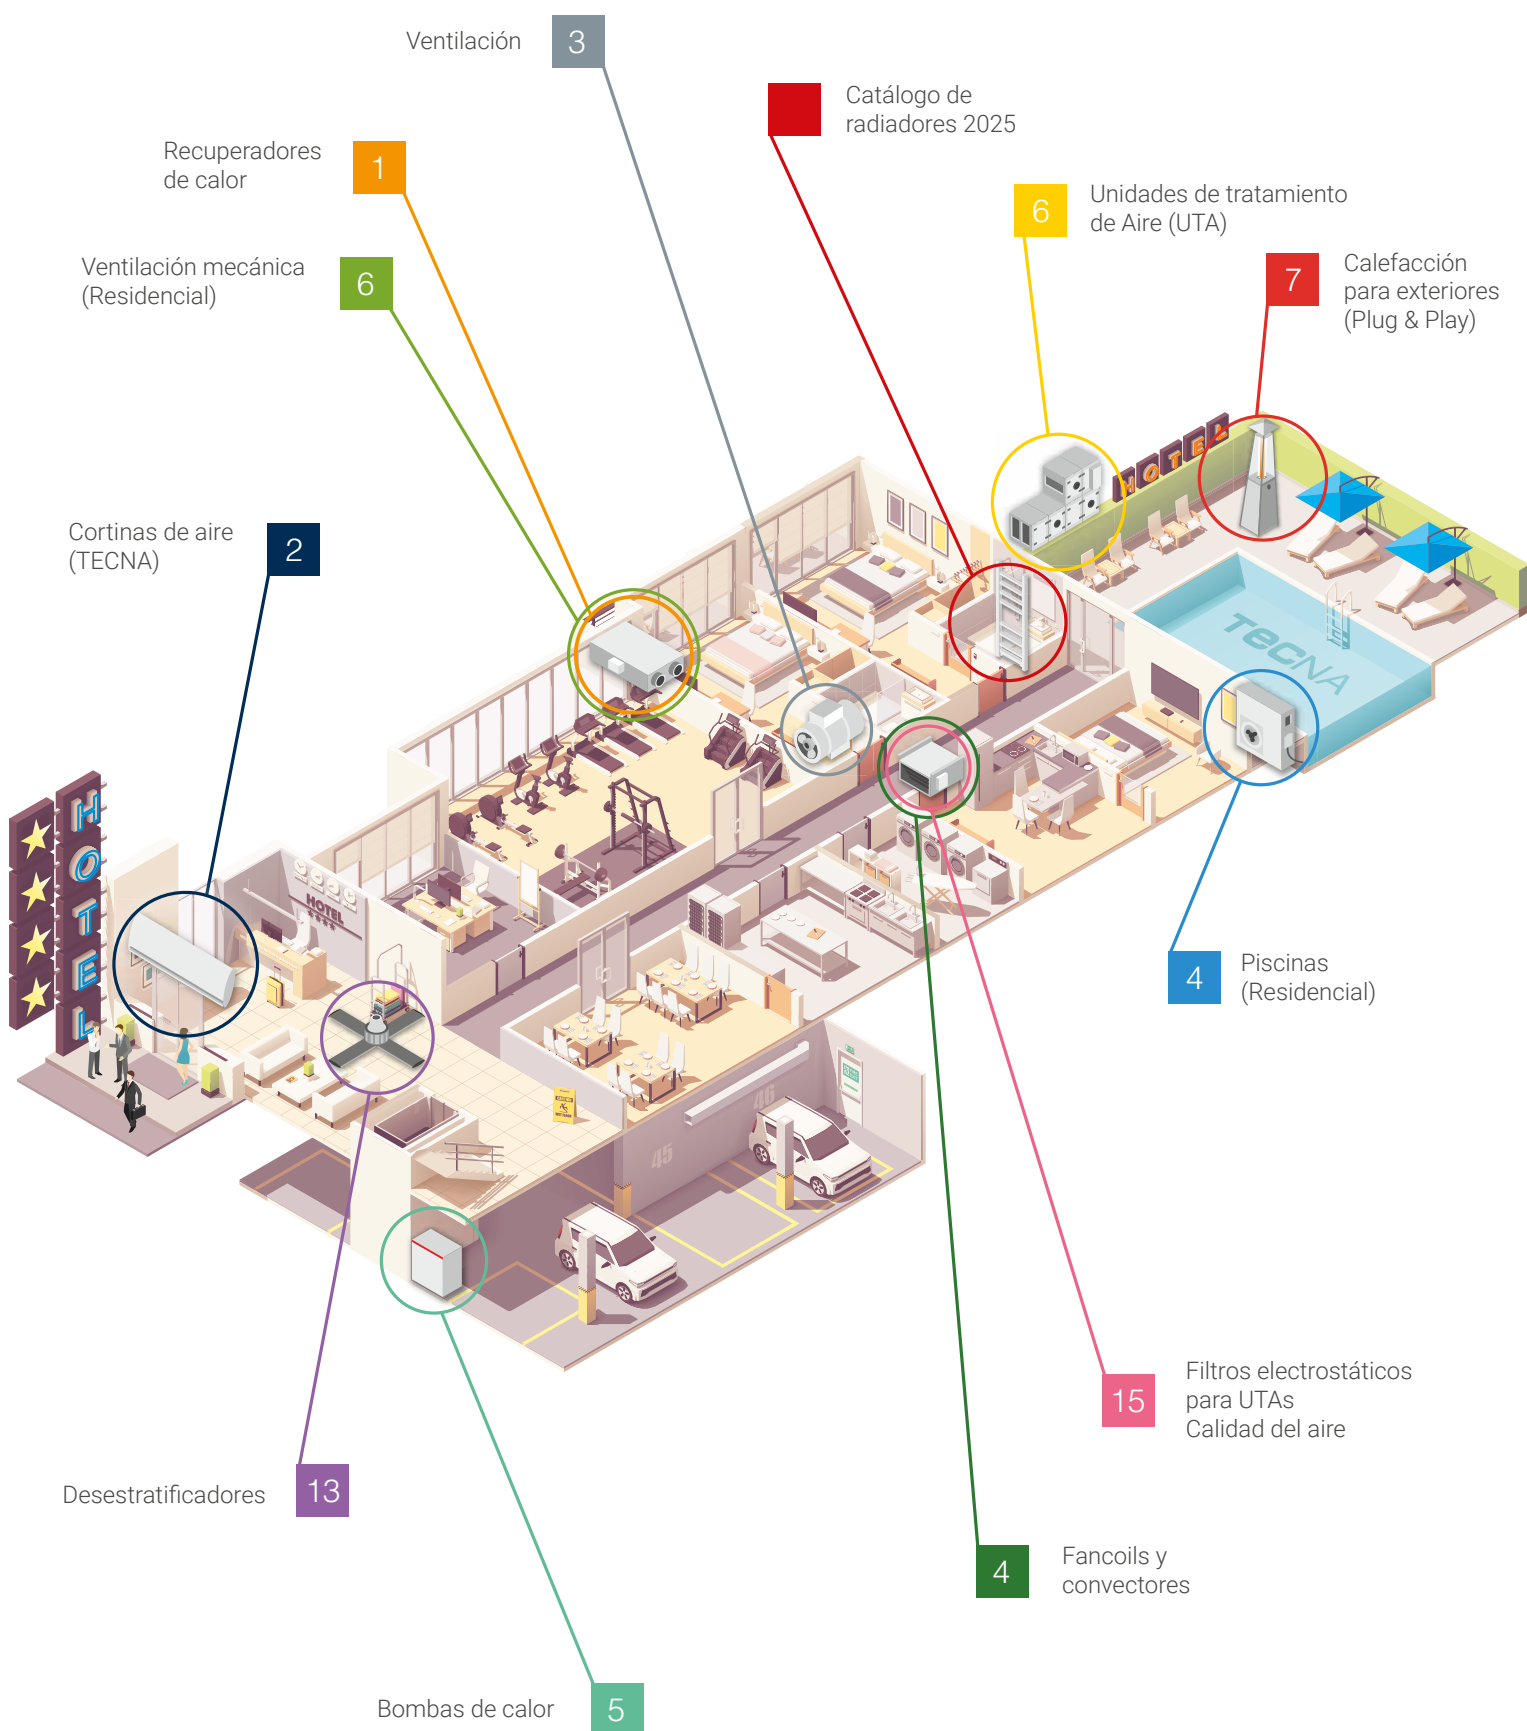 Ventilación
3
Catálogo de
radiadores 2025
Recuperadores
de calor
1
6
Unidades de tratamiento
de Aire (UTA)
Ventilación mecánica
(Residencial)
6
7
Calefacción
para exteriores
(Plug & Play)
HOTEL
Cortinas de aire
(TECNA)
2
TECNA
HOTEL
HOTEL
4
Piscinas
(Residencial)
46
45
15
Filtros electrostáticos
para UTAs
Calidad del aire
Desestratificadores
13
4
Fancoils y
convectores
Bombas de calor
5